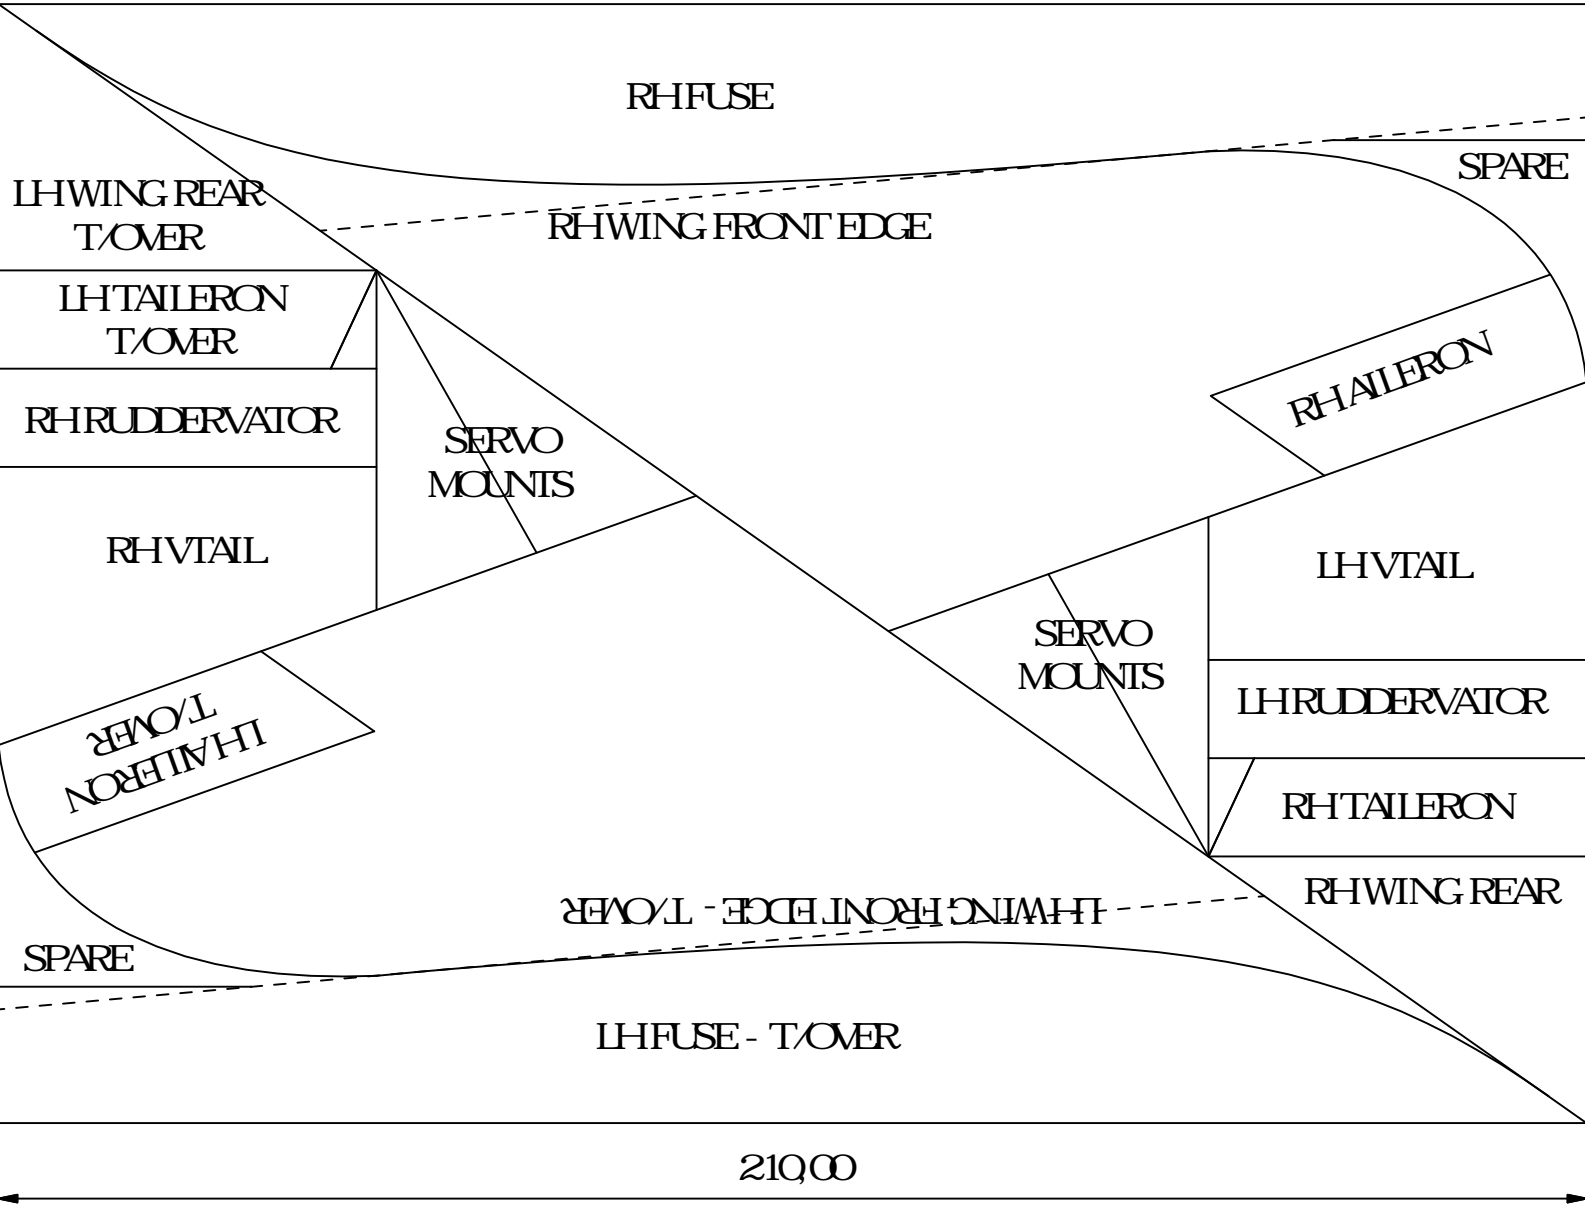 RH FUSE
SPARE
LH WING REAR
T/OVER
RH WING FRONT EDGE
LH TAILERON
T/OVER
RH AILERON
RH RUDDERVATOR
SERVO
MOUNTS
RH VTAIL
LH VTAIL
SERVO
MOUNTS
LH RUDDERVATOR
LH AILERON
T/OVER
RH TAILERON
RH WING REAR
LH WING FRONT EDGE - T/OVER
SPARE
LH FUSE - T/OVER
210,00